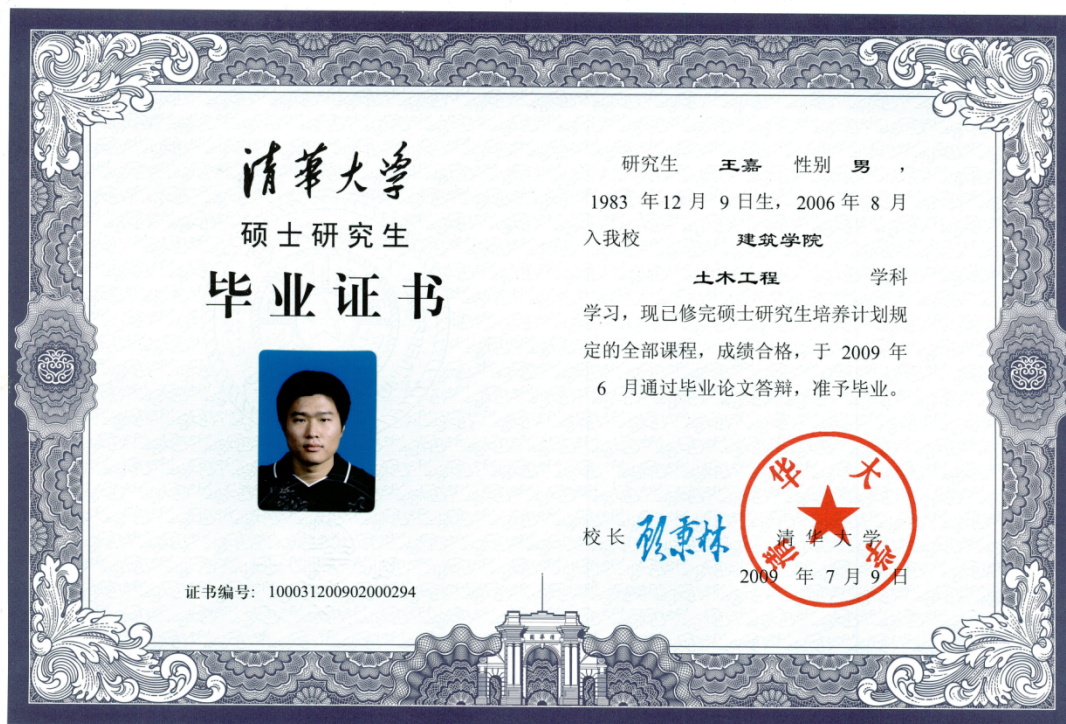 清華大学
硕士研究生
毕业证书
证书编号：100031200902000294
研究生 王嘉 性别 男，
1983 年12 月 9 日生，2006 年 8 月
入我校 建筑学院
土木工程 学科
学习，现已修完硕士研究生培养计划规
定的全部课程，成绩合格，于 2009 年
6 月通过毕业论文答辩，准予毕业。
校长 顾秉林
清华大学
清华大学
2009 年 7 月 9 日